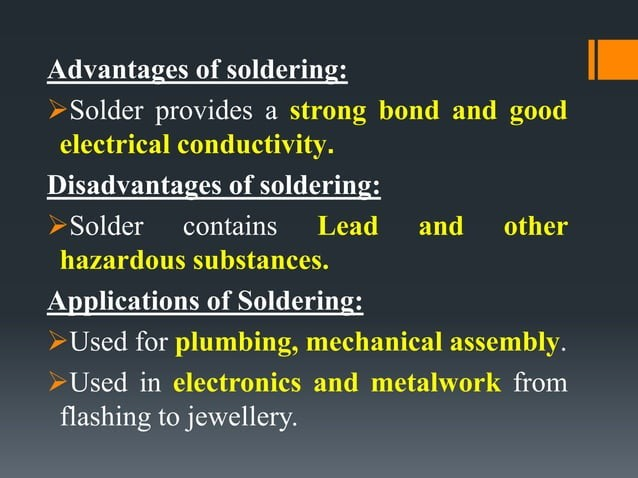 Advantages of soldering:
➢Solder provides a strong bond and good
electrical conductivity.
Disadvantages of soldering:
➢Solder contains Lead and other
hazardous substances.
Applications of Soldering:
➢Used for plumbing, mechanical assembly.
➢Used in electronics and metalwork from
flashing to jewellery.